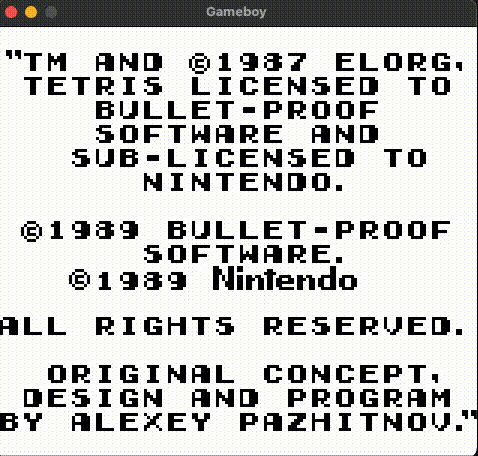 Gameboy
"TM AND ©1987 ELORG,
TETRIS LICENSED TO
BULLET-PROOF
SOFTWARE AND
SUB-LICENSED TO
NINTENDO.
©1989 BULLET-PROOF
SOFTWARE.
©1989 Nintendo
ALL RIGHTS RESERVED.
ORIGINAL CONCEPT,
DESIGN AND PROGRAM
BY ALEXEY PAZHITNOV."